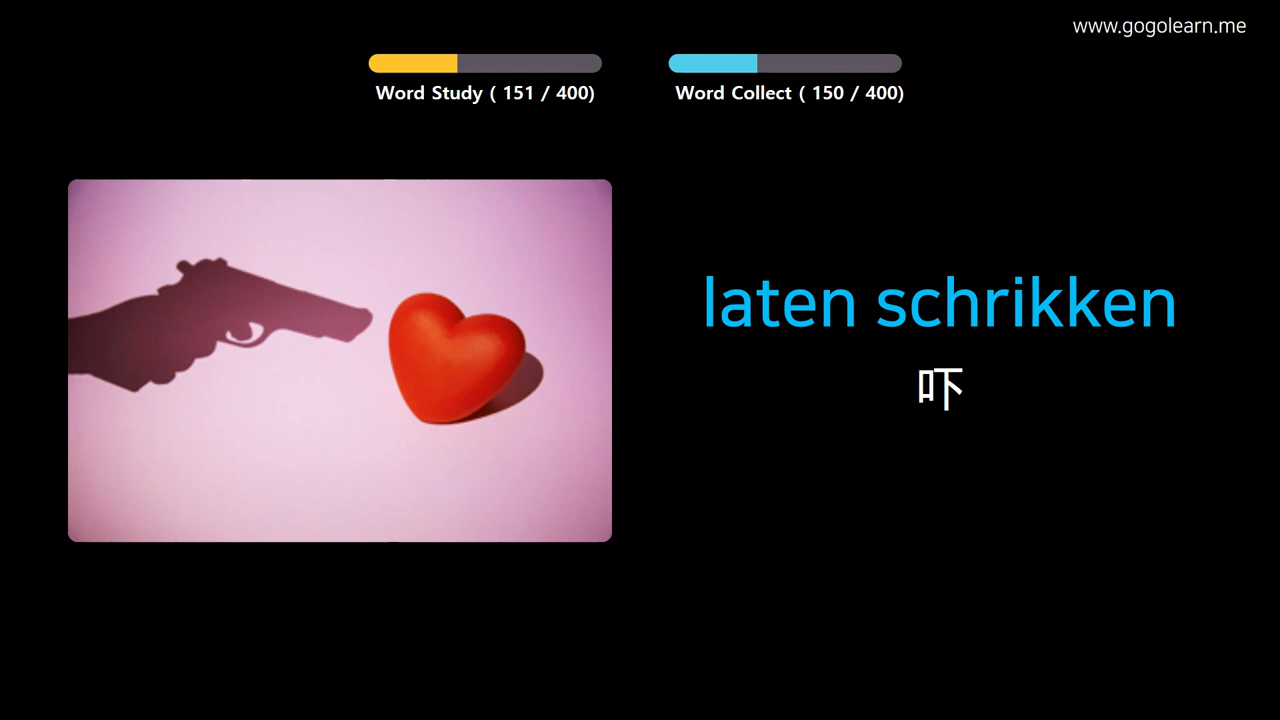 www.gogolearn.me
Word Study ( 151 / 400)
Word Collect ( 150 / 400)
laten schrikken
吓